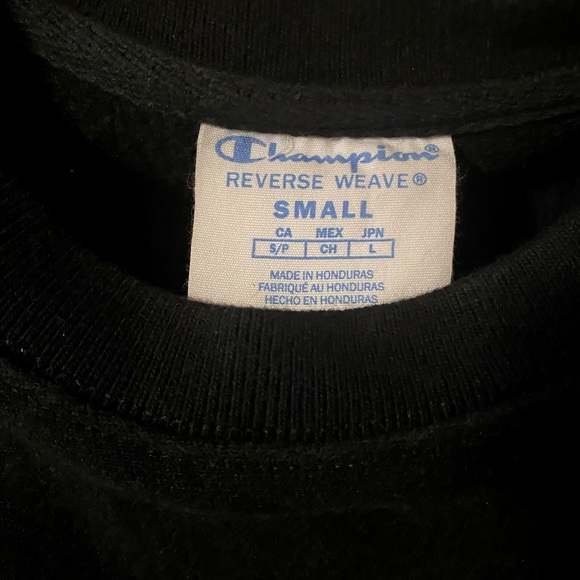 Champion®
REVERSE WEAVE®
SMALL
CA MEX JPN
S/P CH L
MADE IN HONDURAS
FABRIQUÉ AU HONDURAS
HECHO EN HONDURAS